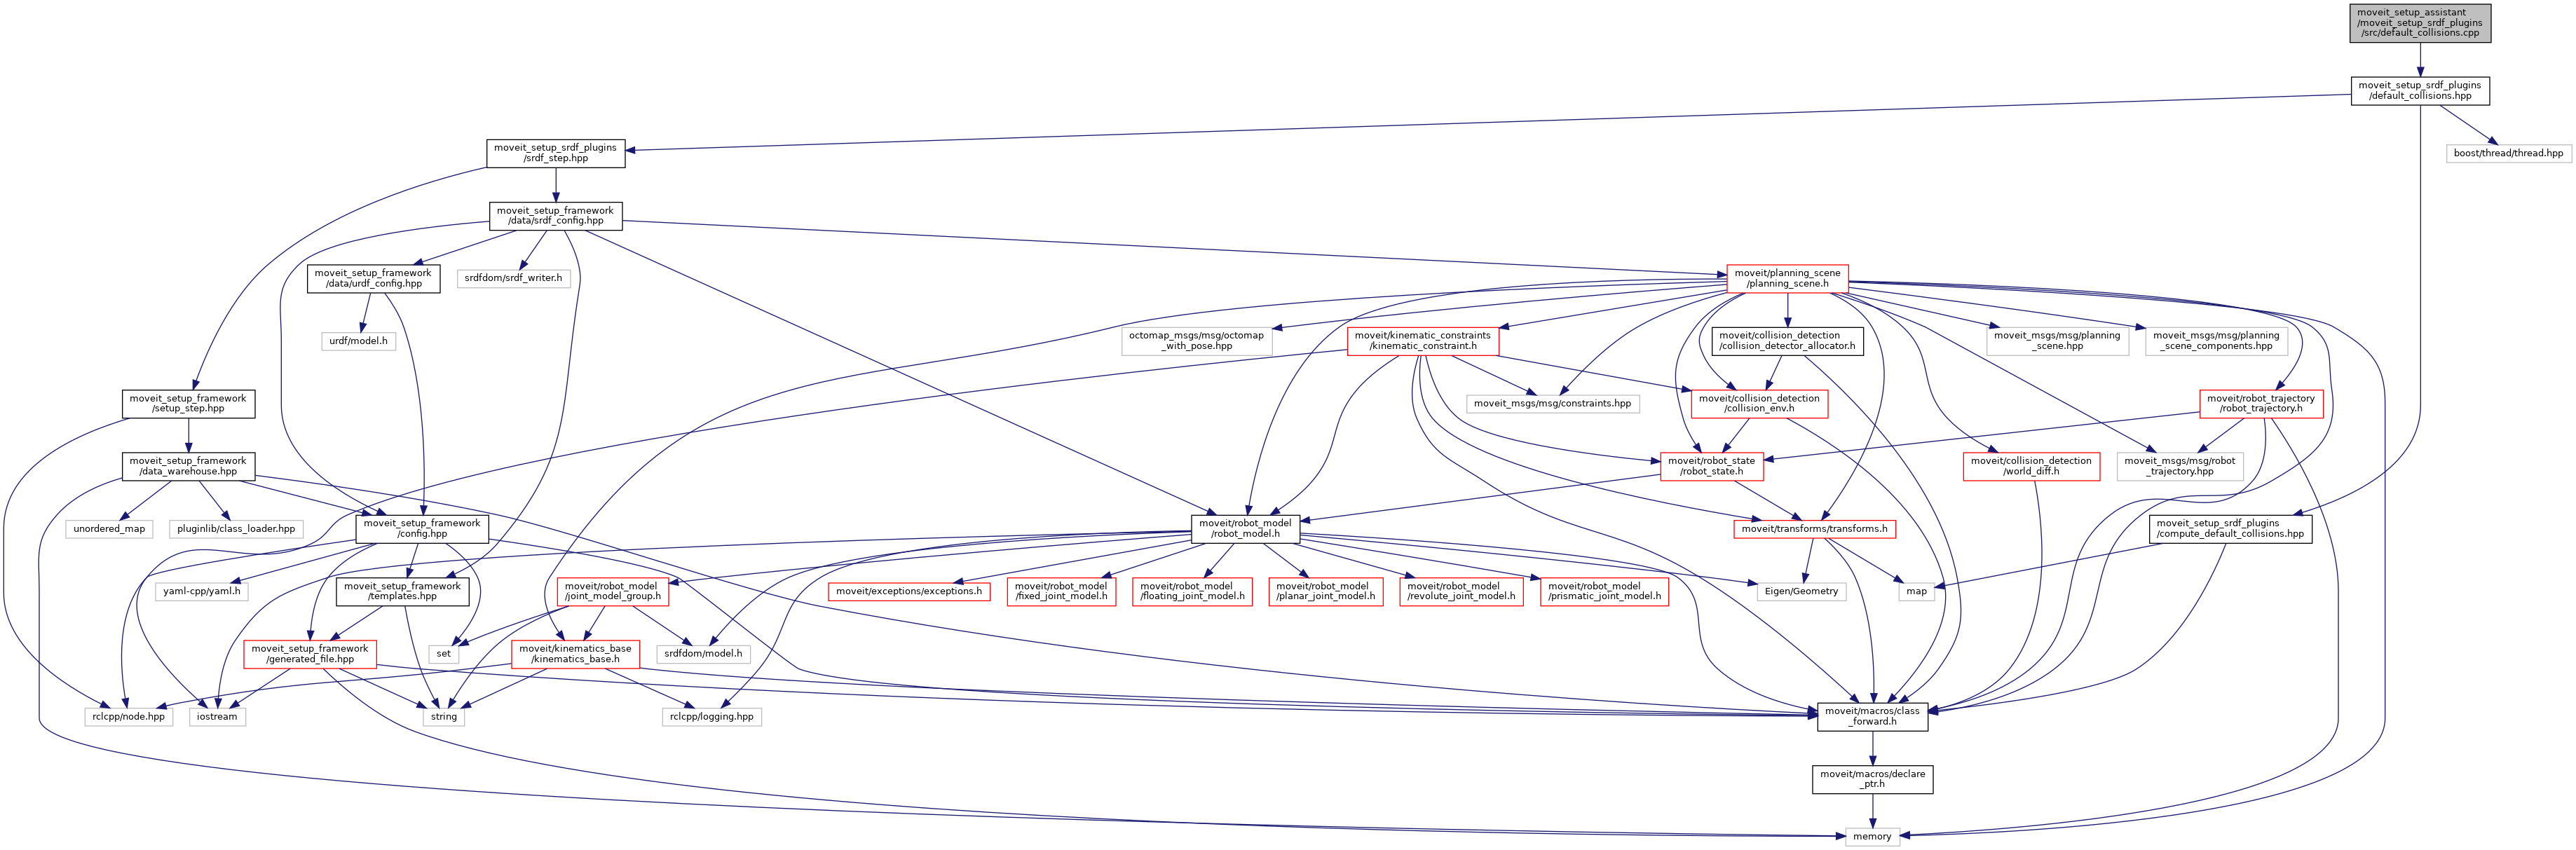 moveit_setup_assistant
/moveit_setup_srdf_plugins
/src/default_collisions.cpp
moveit_setup_srdf_plugins
/default_collisions.hpp
moveit_setup_srdf_plugins
/srdf_step.hpp
boost/thread/thread.hpp
moveit_setup_framework
/data/srdf_config.hpp
moveit_setup_framework
/data/urdf_config.hpp
srdfdom/srdf_writer.h
moveit/planning_scene
/planning_scene.h
urdf/model.h
octomap_msgs/msg/octomap
_with_pose.hpp
moveit/kinematic_constraints
/kinematic_constraint.h
moveit/collision_detection
/collision_detector_allocator.h
moveit_msgs/msg/planning
_scene.hpp
moveit_msgs/msg/planning
_scene_components.hpp
moveit_setup_framework
/setup_step.hpp
moveit_msgs/msg/constraints.hpp
moveit/collision_detection
/collision_env.h
moveit/robot_trajectory
/robot_trajectory.h
moveit_setup_framework
/data_warehouse.hpp
moveit/robot_state
/robot_state.h
moveit/collision_detection
/world_diff.h
moveit_msgs/msg/robot
_trajectory.hpp
unordered_map
pluginlib/class_loader.hpp
moveit_setup_framework
/config.hpp
moveit/robot_model
/robot_model.h
moveit/transforms/transforms.h
moveit_setup_srdf_plugins
/compute_default_collisions.hpp
yaml-cpp/yaml.h
moveit_setup_framework
/templates.hpp
moveit/robot_model
/joint_model_group.h
moveit/exceptions/exceptions.h
moveit/robot_model
/fixed_joint_model.h
moveit/robot_model
/floating_joint_model.h
moveit/robot_model
/planar_joint_model.h
moveit/robot_model
/revolute_joint_model.h
moveit/robot_model
/prismatic_joint_model.h
Eigen/Geometry
map
moveit_setup_framework
/generated_file.hpp
set
moveit/kinematics_base
/kinematics_base.h
srdfdom/model.h
rclcpp/node.hpp
iostream
string
rclcpp/logging.hpp
moveit/macros/class
_forward.h
moveit/macros/declare
_ptr.h
memory